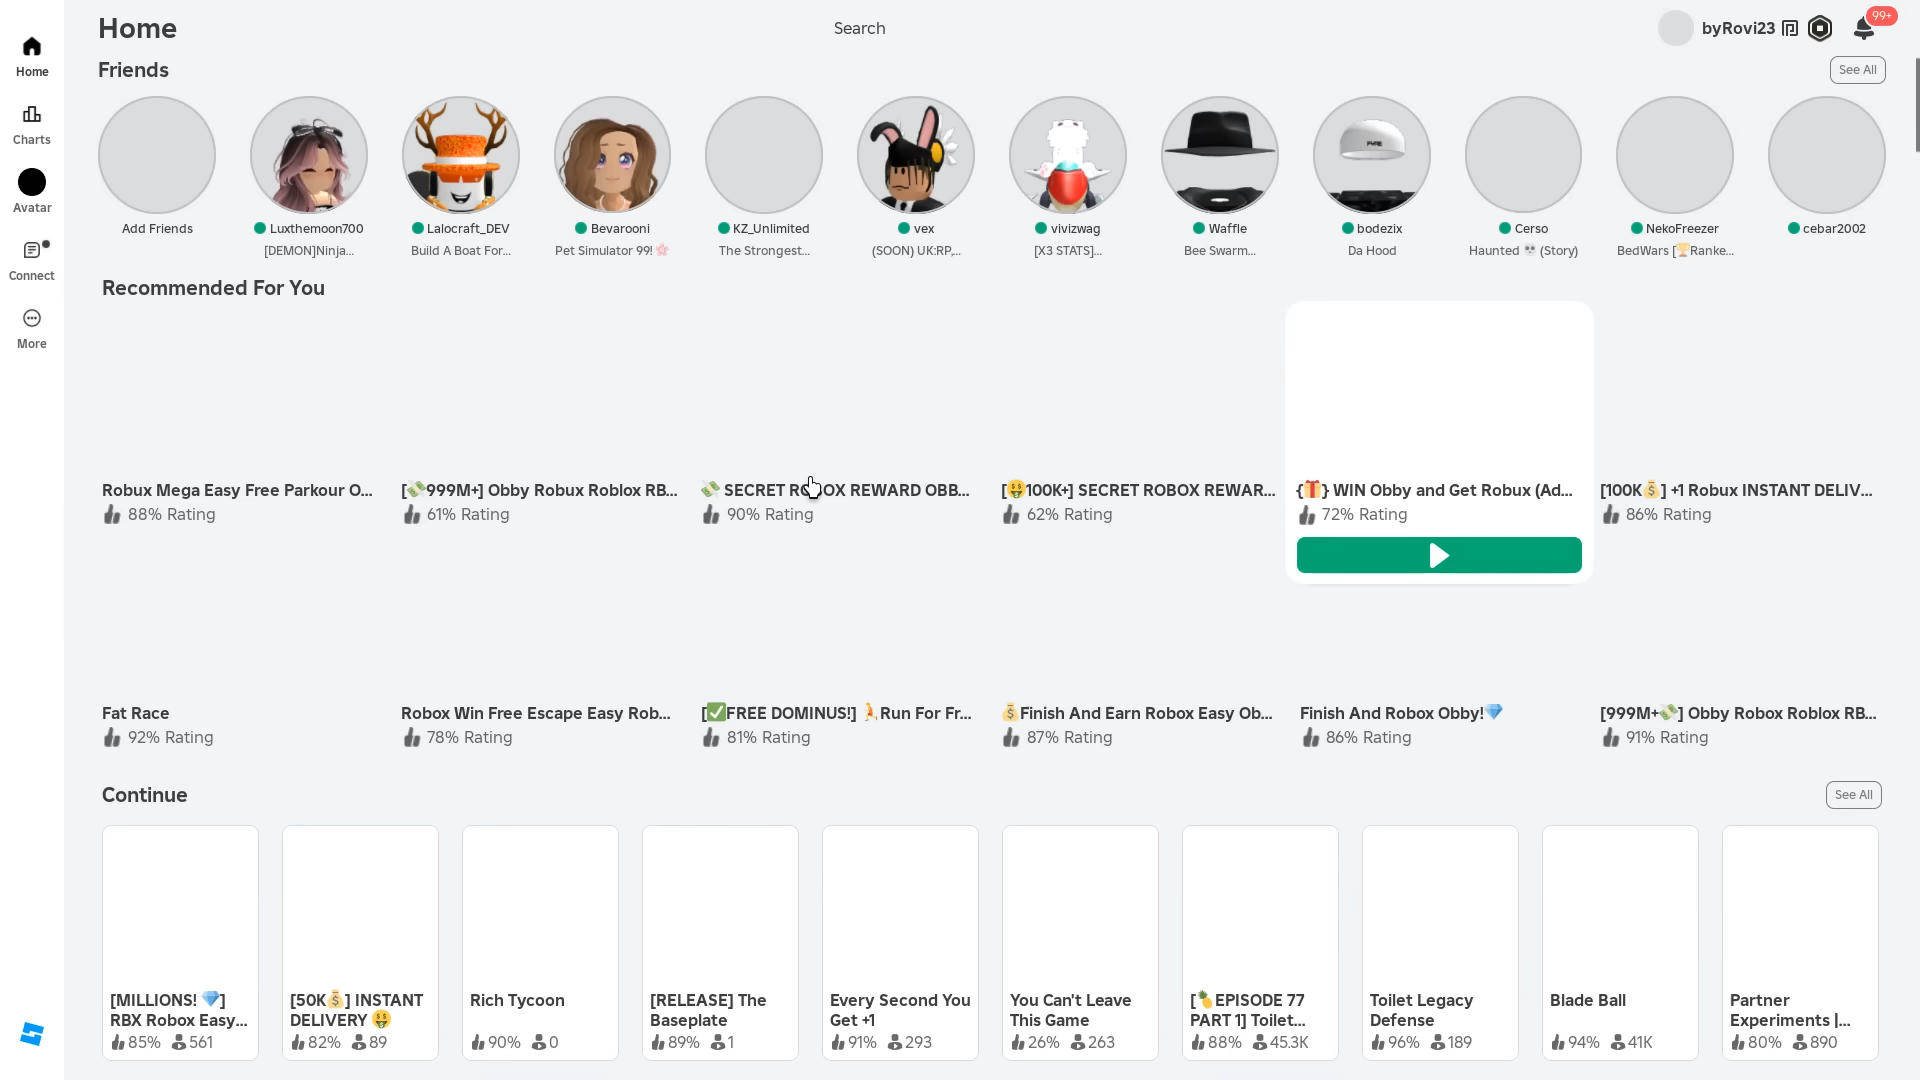 Home
Search
byRovi23
99+
Home
Charts
Avatar
Connect
More
Friends
See All
Add Friends
Luxthemoon700
Lalocraft_DEV
Bevarooni
KZ_Unlimited
vex
vivizwag
Waffle
bodezix
Cerso
NekoFreezer
cebar2002
[DEMON]Ninja...
Build A Boat For...
Pet Simulator 99! 🌸
The Strongest...
(SOON) UK:RP,...
[X3 STATS]...
Bee Swarm...
Da Hood
Haunted 💀 (Story)
BedWars [🏆Ranke...
Recommended For You
Robux Mega Easy Free Parkour O...
88% Rating
[💸999M+] Obby Robux Roblox RB...
61% Rating
💸 SECRET ROBOX REWARD OBB...
90% Rating
[🤑100K+] SECRET ROBOX REWAR...
62% Rating
{🎁} WIN Obby and Get Robux (Ad...
72% Rating
[100K💰] +1 Robux INSTANT DELIV...
86% Rating
Fat Race
92% Rating
Robox Win Free Escape Easy Rob...
78% Rating
[✅FREE DOMINUS!] 🏃Run For Fr...
81% Rating
💰Finish And Earn Robox Easy Ob...
87% Rating
Finish And Robox Obby!💎
86% Rating
[999M+💸] Obby Robox Roblox RB...
91% Rating
Continue
See All
[MILLIONS! 💎]
RBX Robox Easy...
85% 561
[50K💰] INSTANT
DELIVERY 🤑
82% 89
Rich Tycoon
90% 0
[RELEASE] The
Baseplate
89% 1
Every Second You
Get +1
91% 293
You Can't Leave
This Game
26% 263
[🍍EPISODE 77
PART 1] Toilet...
88% 45.3K
Toilet Legacy
Defense
96% 189
Blade Ball
94% 41K
Partner
Experiments |...
80% 890